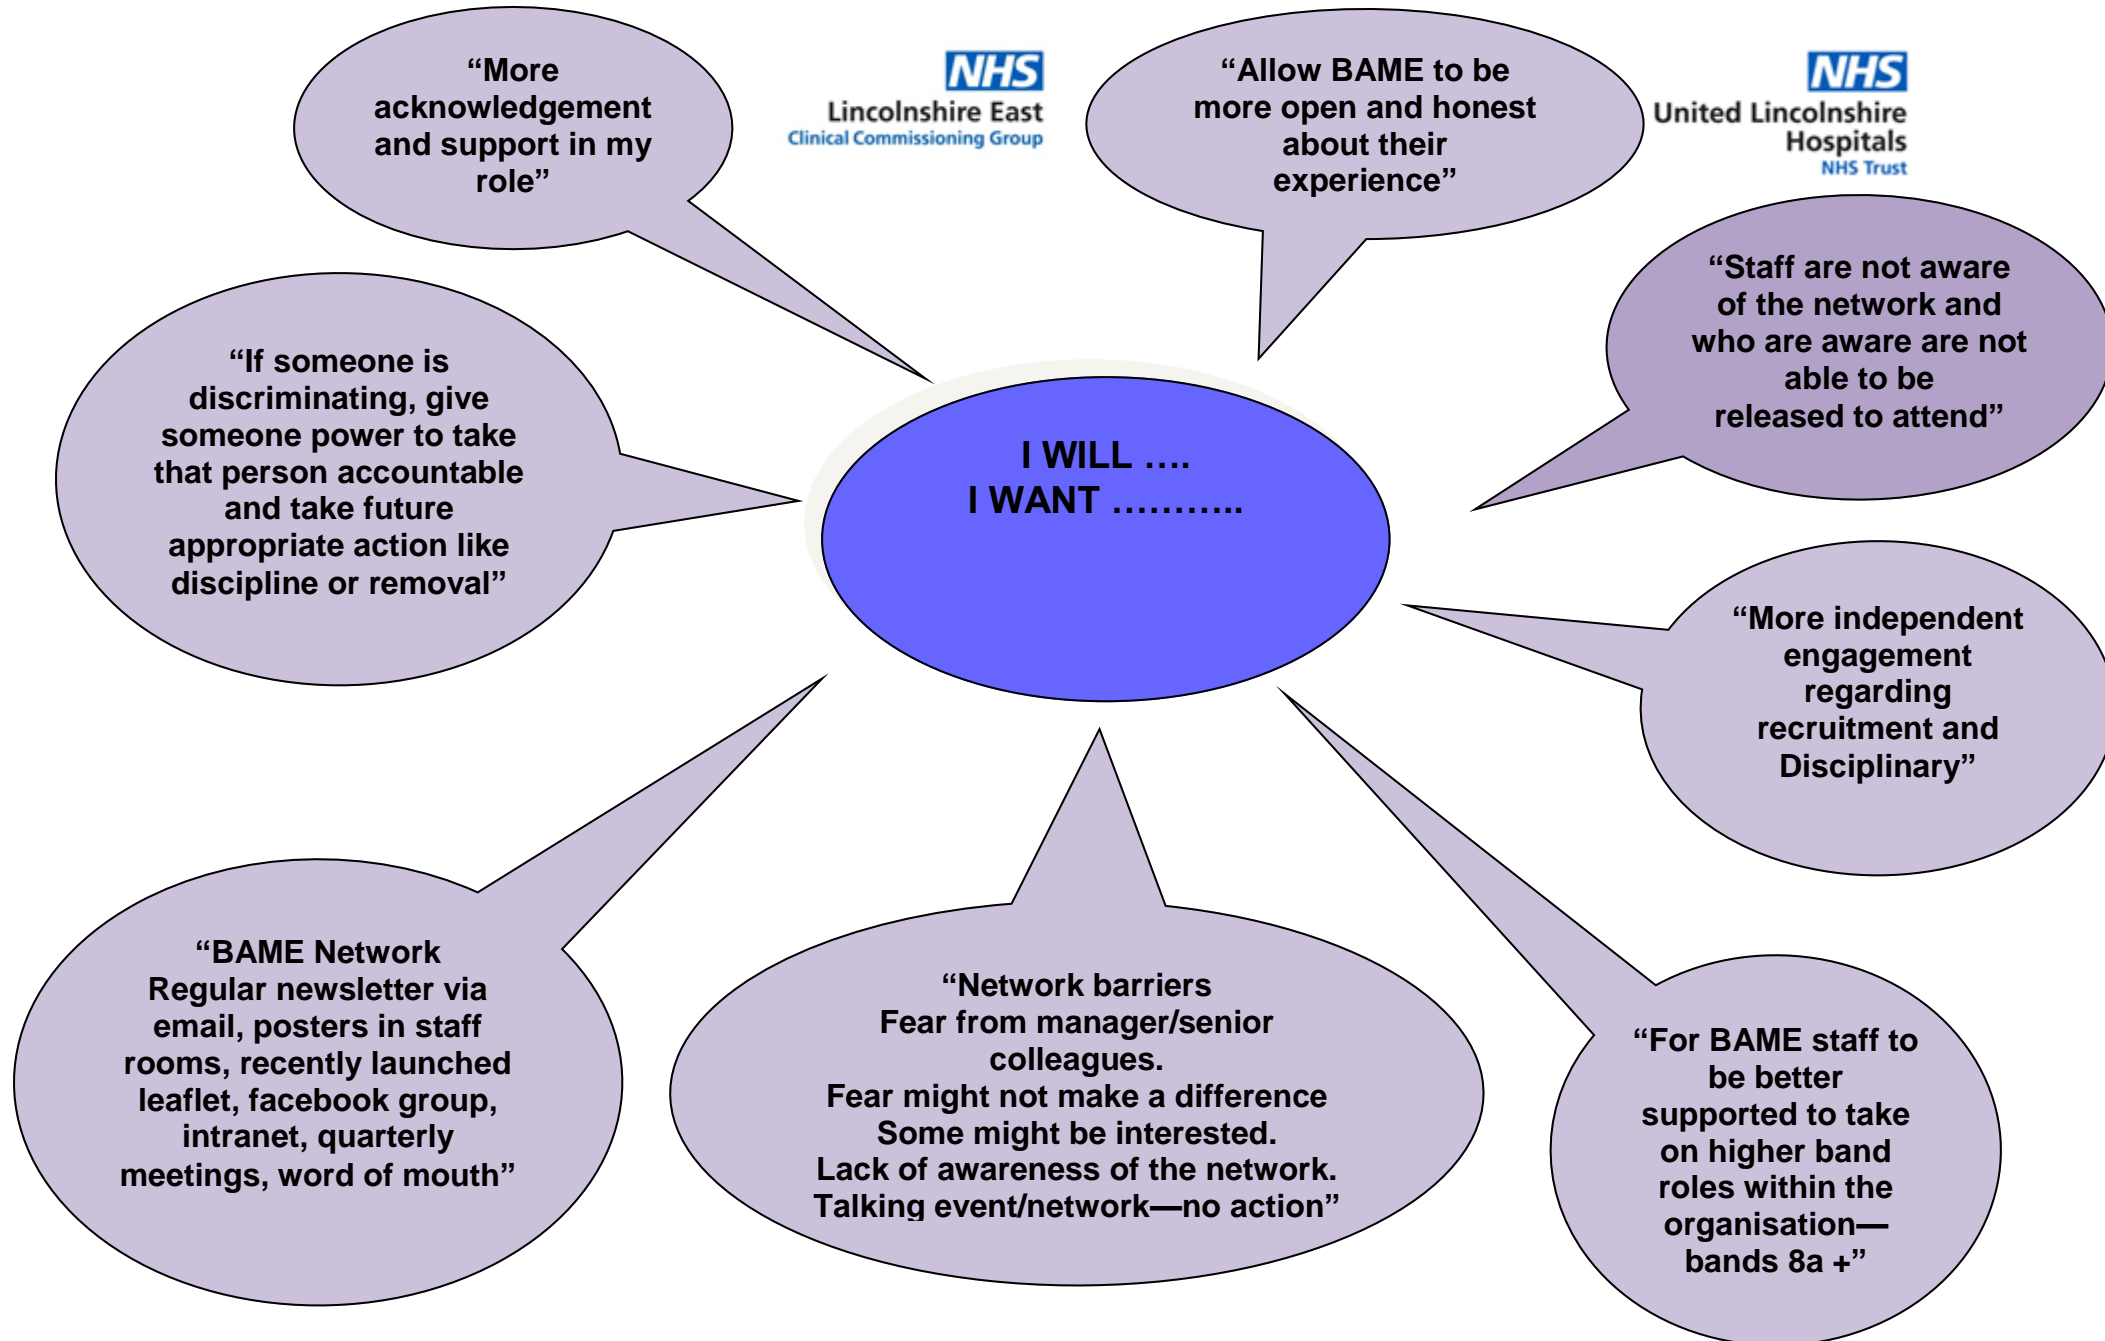 “More
acknowledgement
and support in my
role”
NHS
Lincolnshire East
Clinical Commissioning Group
“Allow BAME to be
more open and honest
about their
experience”
NHS
United Lincolnshire
Hospitals
NHS Trust
“Staff are not aware
of the network and
who are aware are not
able to be
released to attend”
“If someone is
discriminating, give
someone power to take
that person accountable
and take future
appropriate action like
discipline or removal”
I WILL ….
I WANT ………..
“More independent
engagement
regarding
recruitment and
Disciplinary”
“BAME Network
Regular newsletter via
email, posters in staff
rooms, recently launched
leaflet, facebook group,
intranet, quarterly
meetings, word of mouth”
“Network barriers
Fear from manager/senior
colleagues.
Fear might not make a difference
Some might be interested.
Lack of awareness of the network.
Talking event/network—no action”
“For BAME staff to
be better
supported to take
on higher band
roles within the
organisation—
bands 8a +”